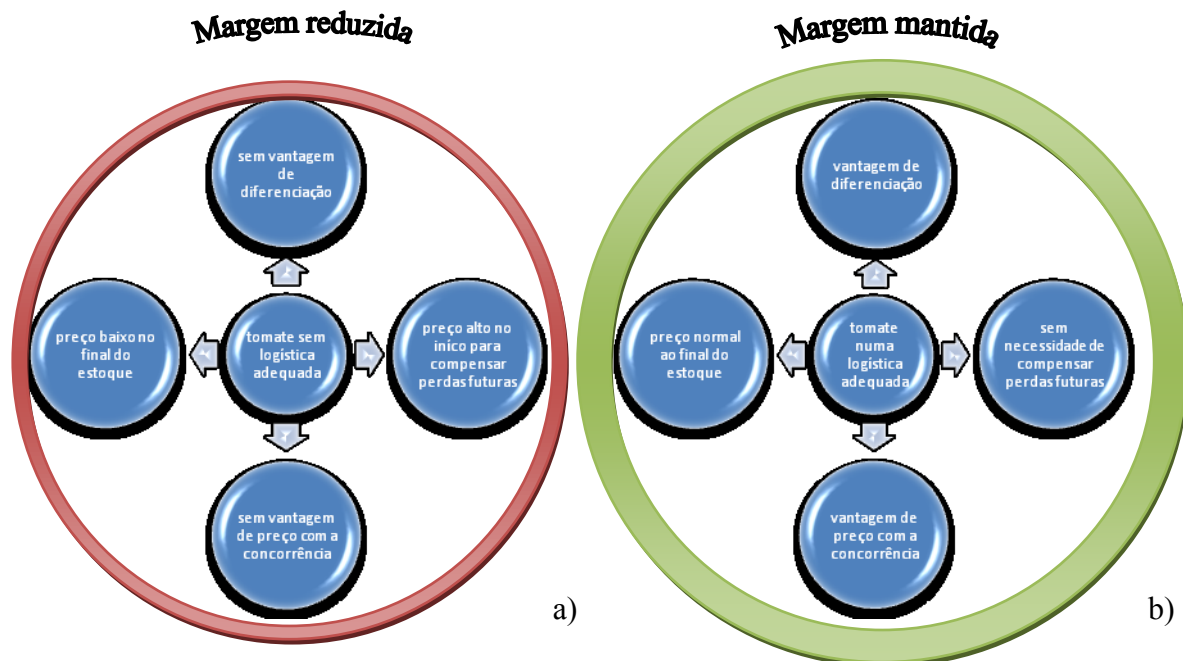 Margem reduzida
sem vantagem
de
diferenciação
preço baixo no
final do
estoque
tomate sem
logística
adequada
preço alto no
inico para
compensar
perdas futuras
sem vantagem
de preço com a
concorrência
a)
Margem mantida
vantagem de
diferenciação
preço normal
ao final do
estoque
tomate
numa
logística
adequada
sem
necessidade de
compensar
perdas futuras
vantagem de
preço com a
concorrência
b)